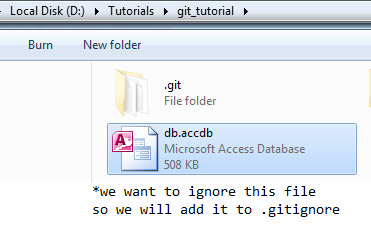 Local Disk (D:) Tutorials git_tutorial
Burn New folder
.git
File folder
db.accdb
Microsoft Access Database
508 KB
*we want to ignore this file
so we will add it to .gitignore